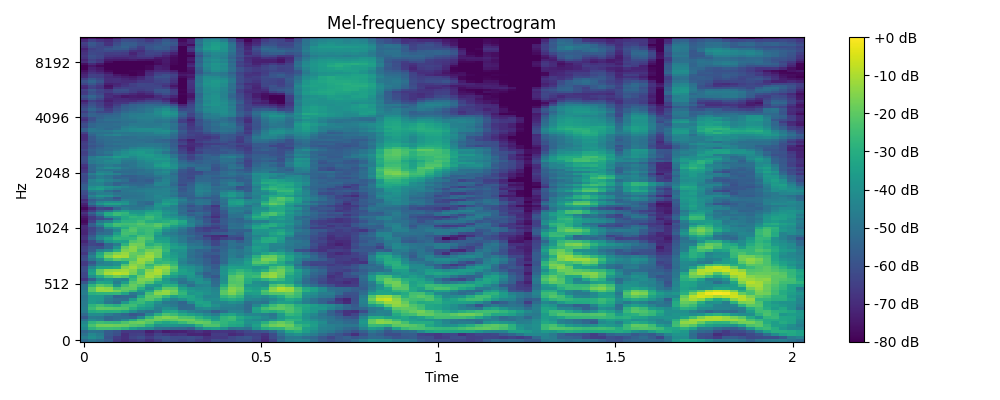 Mel-frequency spectrogram
Hz
8192
4096
2048
1024
512
0
0
0.5
1
1.5
2
Time
+0 dB
-10 dB
-20 dB
-30 dB
-40 dB
-50 dB
-60 dB
-70 dB
-80 dB